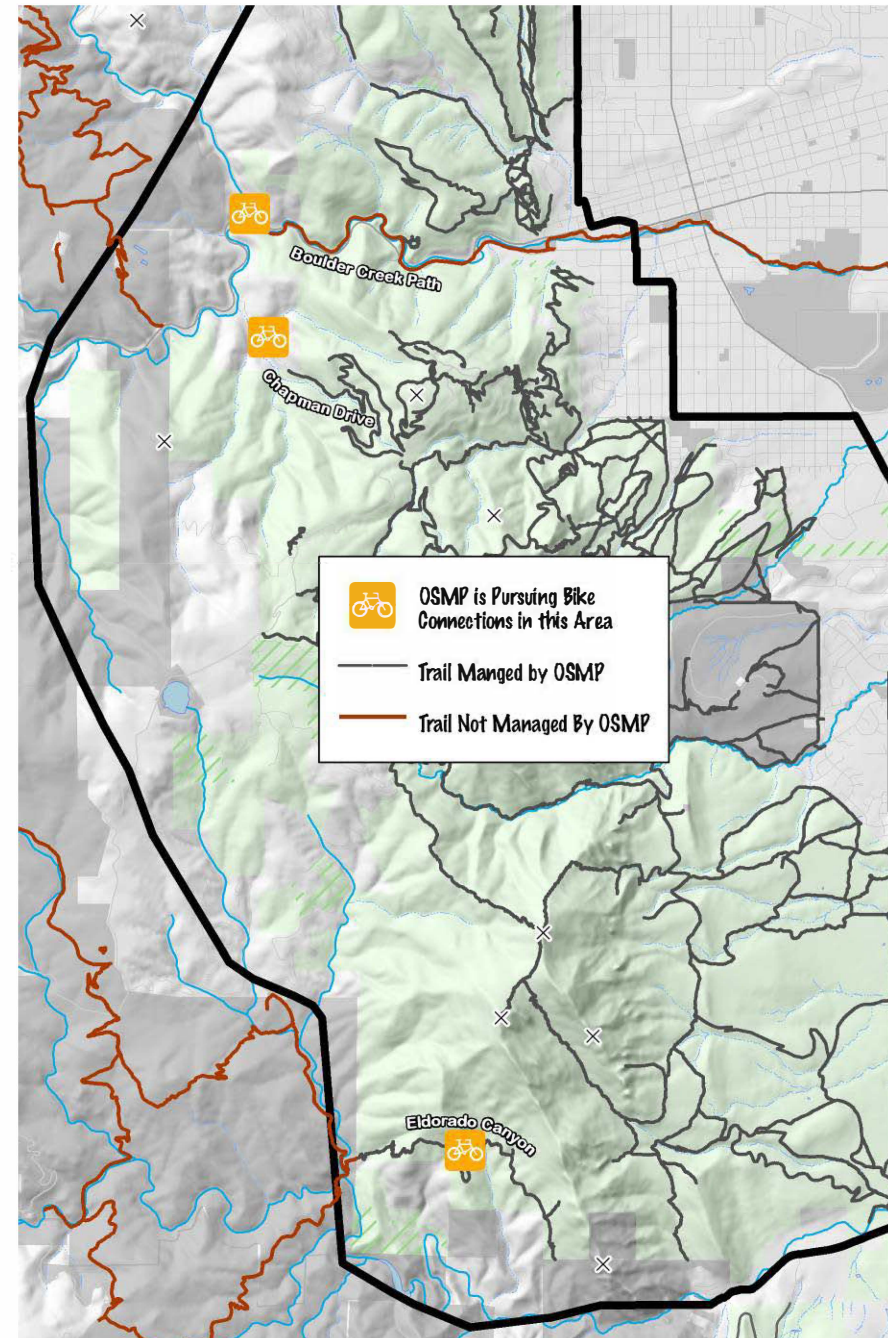 Boulder Creek Path
Chapman Drive
OSMP is Pursuing Bike
Connections in this Area
Trail Manged by OSMP
Trail Not Managed By OSMP
Eldorado Canyon